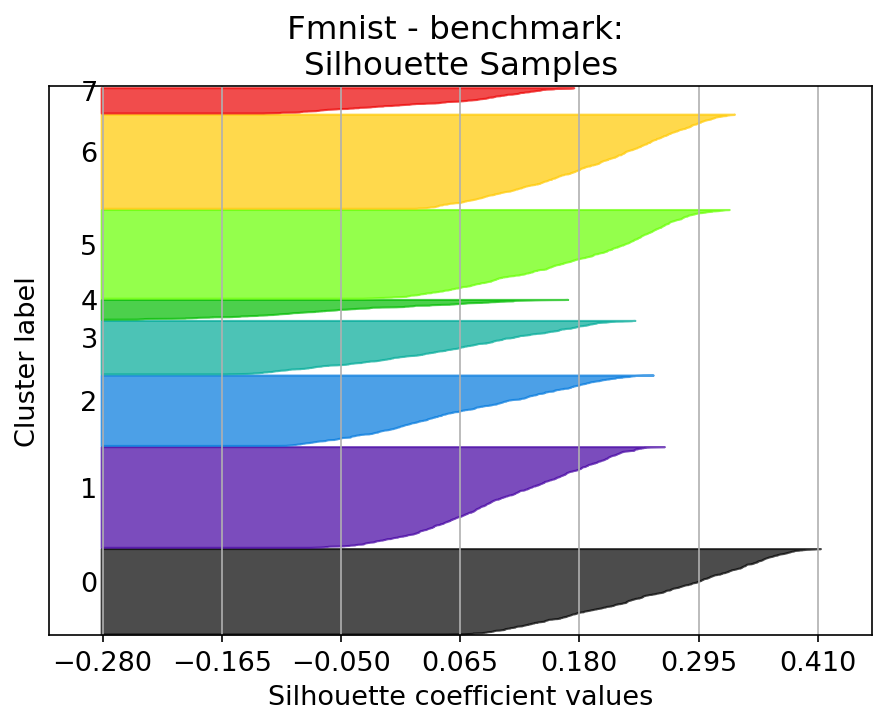 Fmnist - benchmark:
Silhouette Samples
7
6
5
4
3
2
1
0
Cluster label
−0.280 −0.165 −0.050 0.065 0.180 0.295 0.410
Silhouette coefficient values